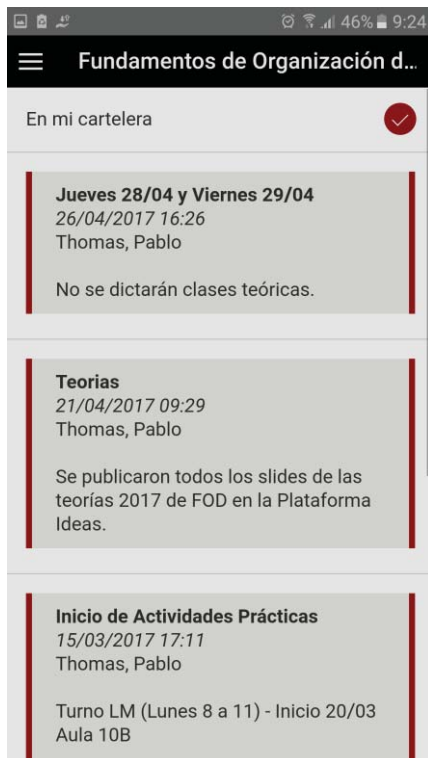 46% 9:24
Fundamentos de Organización d...
En mi cartelera
Jueves 28/04 y Viernes 29/04
26/04/2017 16:26
Thomas, Pablo
No se dictarán clases teóricas.
Teorias
21/04/2017 09:29
Thomas, Pablo
Se publicaron todos los slides de las
teorías 2017 de FOD en la Plataforma
Ideas.
Inicio de Actividades Prácticas
15/03/2017 17:11
Thomas, Pablo
Turno LM (Lunes 8 a 11) - Inicio 20/03
Aula 10B